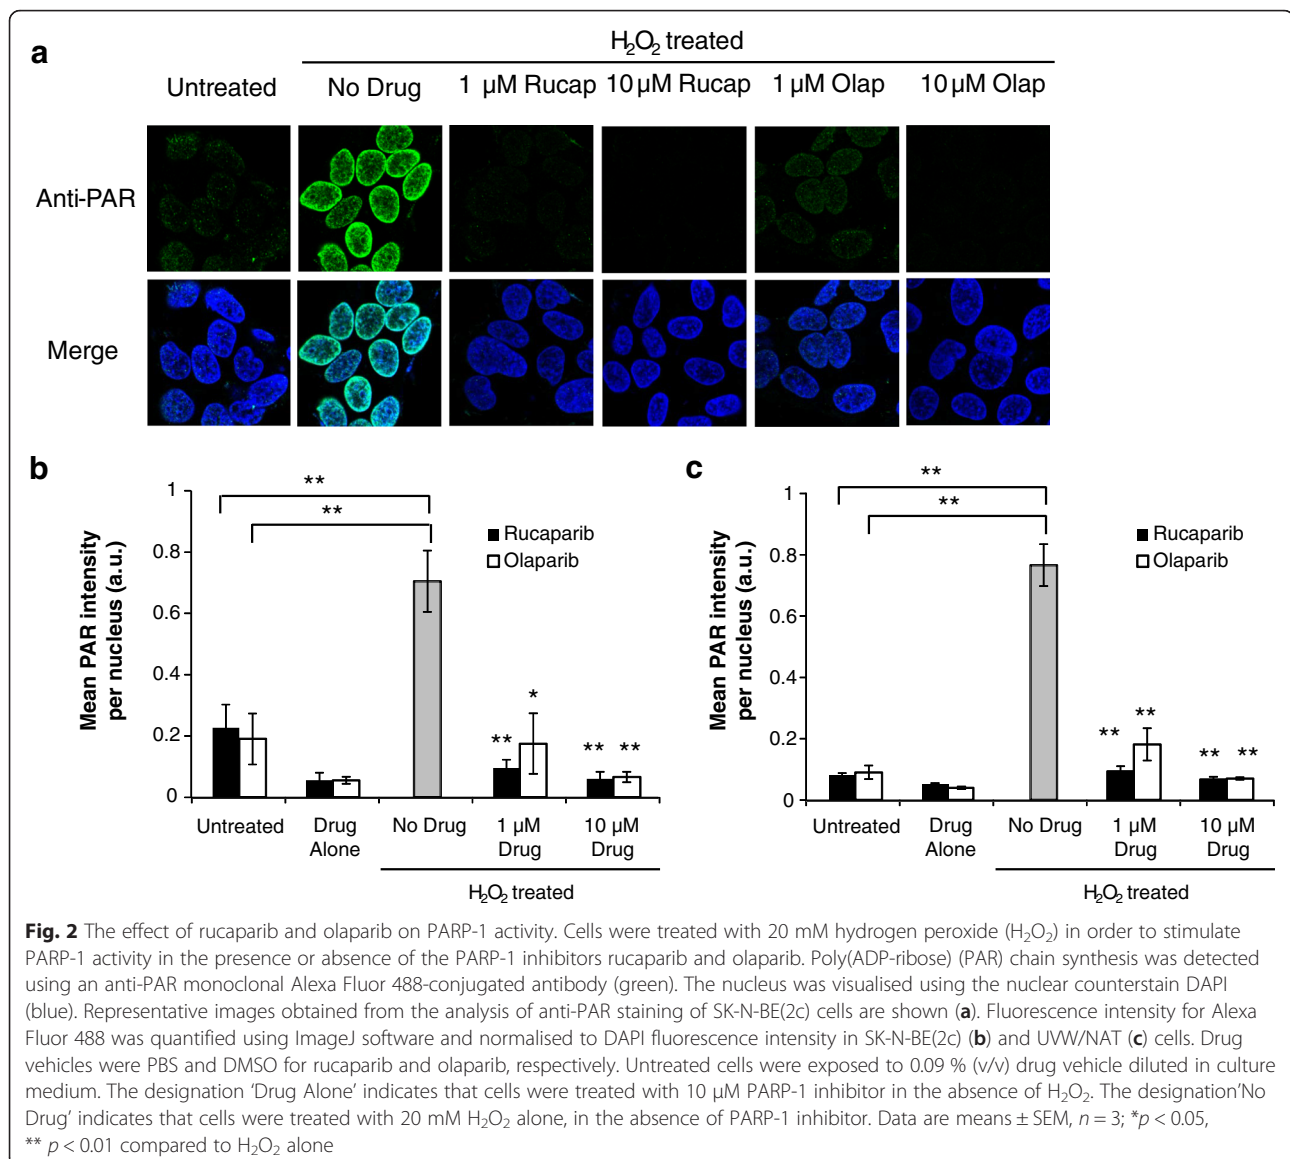 a
H₂O₂ treated
Untreated
No Drug
1 µM Rucap
10 µM Rucap
1 µM Olap
10 µM Olap
Anti-PAR
Merge
b
**
**
1
0.8
0.6
0.4
0.2
0
Mean PAR intensity
per nucleus (a.u.)
Rucaparib
Olaparib
**
*
**
**
Untreated
Drug
Alone
No Drug
1 µM
Drug
10 µM
Drug
H₂O₂ treated
c
**
**
1
0.8
0.6
0.4
0.2
0
Mean PAR intensity
per nucleus (a.u.)
Rucaparib
Olaparib
**
**
**
**
Untreated
Drug
Alone
No Drug
1 µM
Drug
10 µM
Drug
H₂O₂ treated
Fig. 2 The effect of rucaparib and olaparib on PARP-1 activity. Cells were treated with 20 mM hydrogen peroxide (H₂O₂) in order to stimulate
PARP-1 activity in the presence or absence of the PARP-1 inhibitors rucaparib and olaparib. Poly(ADP-ribose) (PAR) chain synthesis was detected
using an anti-PAR monoclonal Alexa Fluor 488-conjugated antibody (green). The nucleus was visualised using the nuclear counterstain DAPI
(blue). Representative images obtained from the analysis of anti-PAR staining of SK-N-BE(2c) cells are shown (a). Fluorescence intensity for Alexa
Fluor 488 was quantified using ImageJ software and normalised to DAPI fluorescence intensity in SK-N-BE(2c) (b) and UVW/NAT (c) cells. Drug
vehicles were PBS and DMSO for rucaparib and olaparib, respectively. Untreated cells were exposed to 0.09 % (v/v) drug vehicle diluted in culture
medium. The designation 'Drug Alone' indicates that cells were treated with 10 µM PARP-1 inhibitor in the absence of H₂O₂. The designation'No
Drug' indicates that cells were treated with 20 mM H₂O₂ alone, in the absence of PARP-1 inhibitor. Data are means ± SEM, n = 3; *p < 0.05,
** p < 0.01 compared to H₂O₂ alone